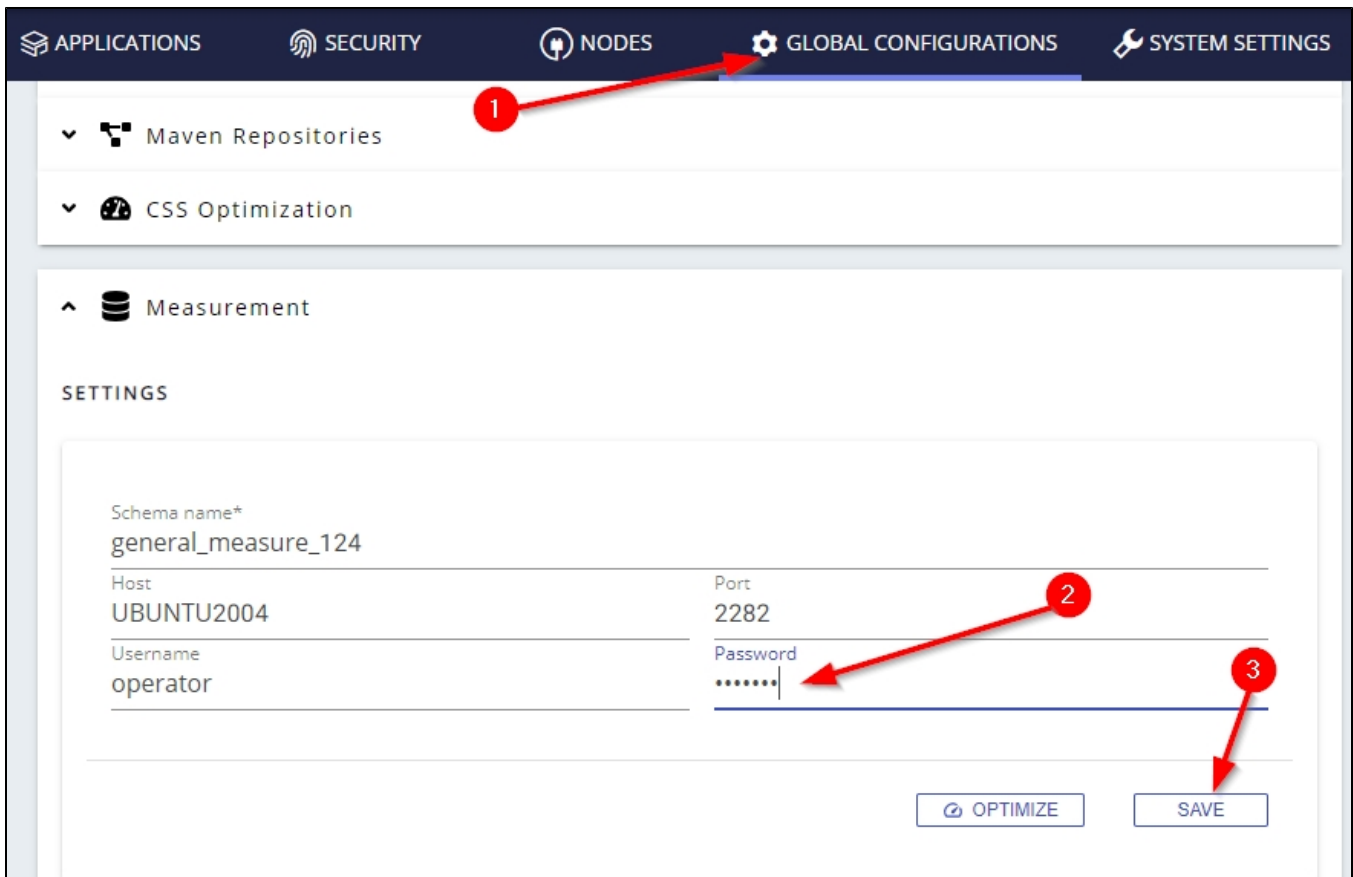 APPLICATIONS SECURITY NODES GLOBAL CONFIGURATIONS SYSTEM SETTINGS
1
Maven Repositories
CSS Optimization
Measurement
SETTINGS
Schema name*
general_measure_124
Host Port
UBUNTU2004 2282
2
Username Password
operator •••••••
3
OPTIMIZE SAVE